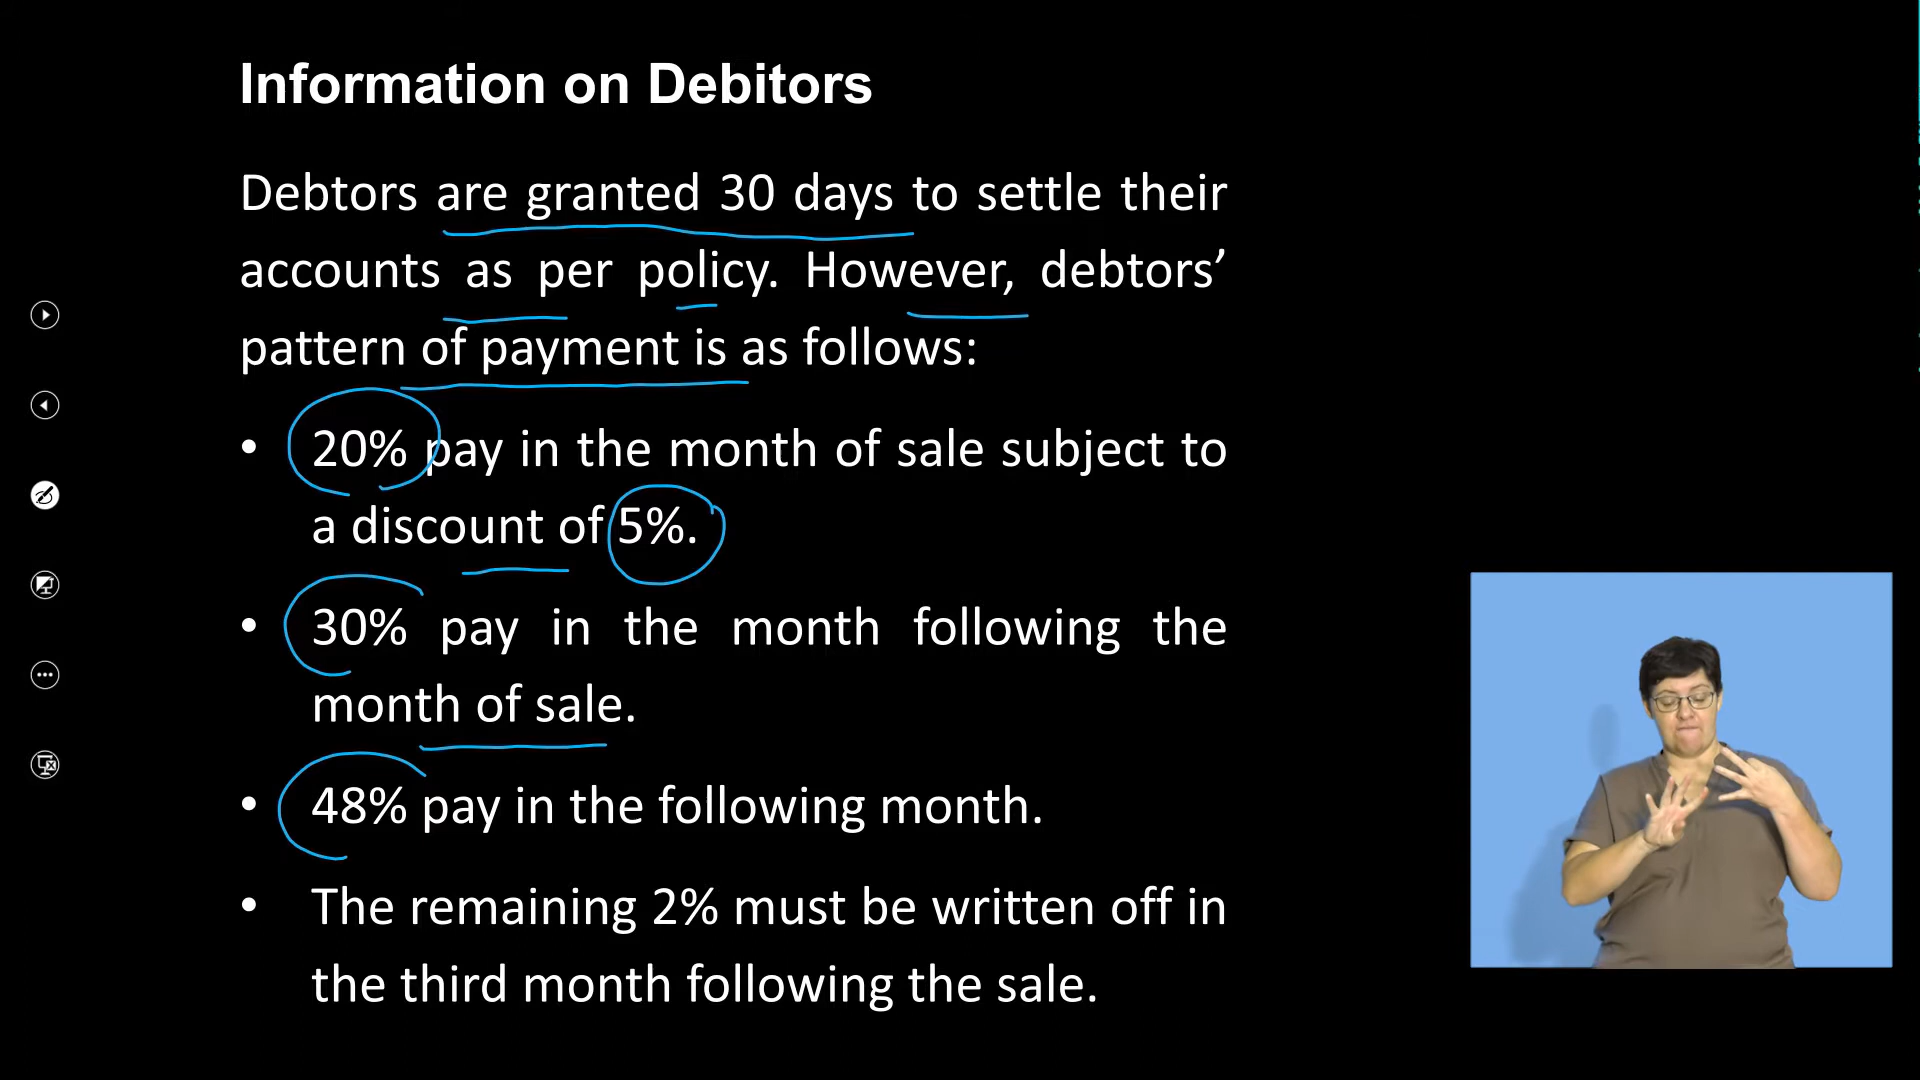 Information on Debitors
Debtors are granted 30 days to settle their
accounts as per policy. However, debtors’
pattern of payment is as follows:
• 20% pay in the month of sale subject to
a discount of 5%.
• 30% pay in the month following the
month of sale.
• 48% pay in the following month.
• The remaining 2% must be written off in
the third month following the sale.